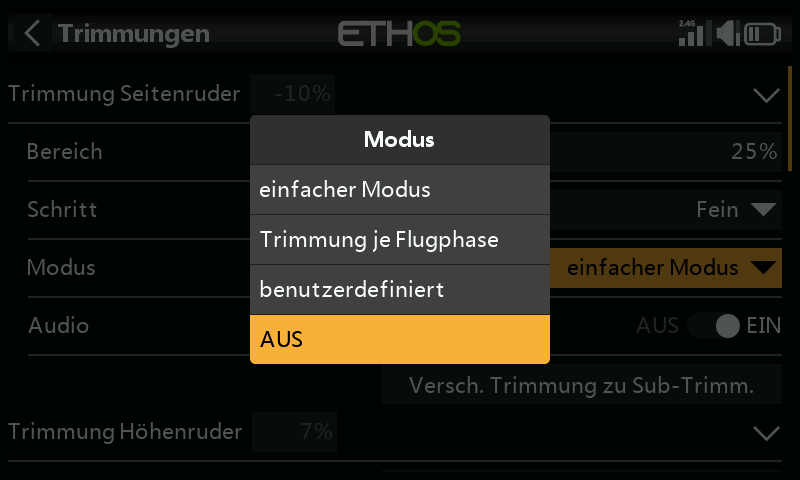 Trimmungen
ETHOS
2.4G
Trimmung Seitenruder -10%
Modus
Bereich 25%
einfacher Modus
Schritt Fein
Trimmung je Flugphase
Modus einfacher Modus
benutzerdefiniert
Audio AUS EIN
AUS
Versch. Trimmung zu Sub-Trimm.
Trimmung Höhenruder 7%